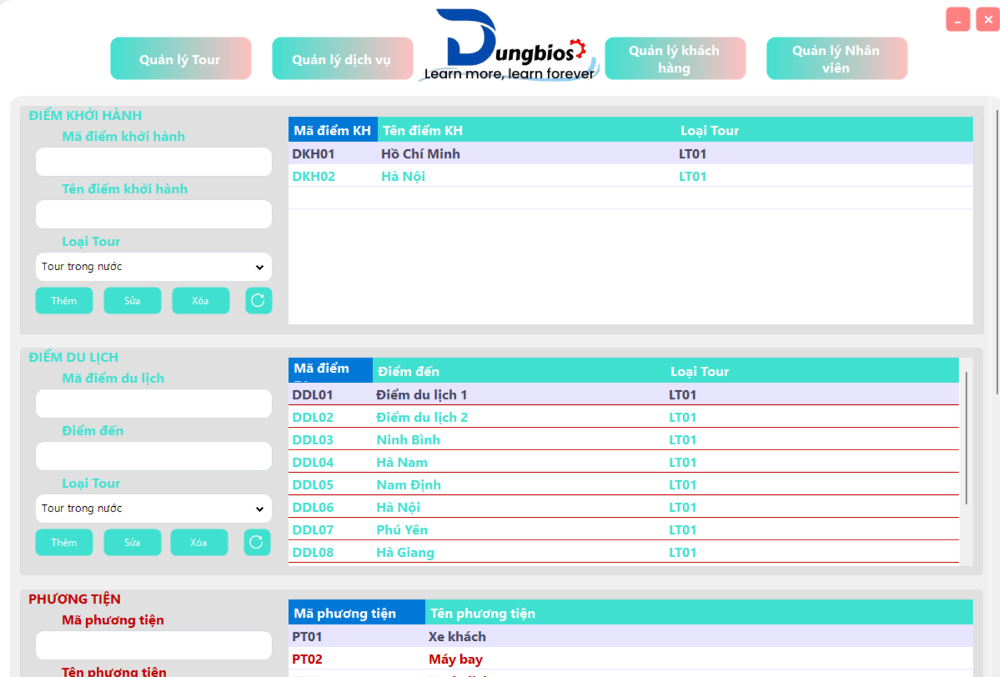 Quản lý Tour
Quản lý dịch vụ
Dungbios
Learn more, learn forever
Quản lý khách
hàng
Quản lý Nhân
viên
ĐIỂM KHỞI HÀNH
Mã điểm khởi hành
Tên điểm khởi hành
Loại Tour
Tour trong nước
Thêm Sửa Xóa
Mã điểm KH Tên điểm KH Loại Tour
DKH01 Hồ Chí Minh LT01
DKH02 Hà Nội LT01
ĐIỂM DU LỊCH
Mã điểm du lịch
Điểm đến
Loại Tour
Tour trong nước
Thêm Sửa Xóa
Mã điểm Điểm đến Loại Tour
DDL01 Điểm du lịch 1 LT01
DDL02 Điểm du lịch 2 LT01
DDL03 Ninh Bình LT01
DDL04 Hà Nam LT01
DDL05 Nam Định LT01
DDL06 Hà Nội LT01
DDL07 Phú Yên LT01
DDL08 Hà Giang LT01
PHƯƠNG TIỆN
Mã phương tiện
Tên phương tiện
Mã phương tiện Tên phương tiện
PT01 Xe khách
PT02 Máy bay